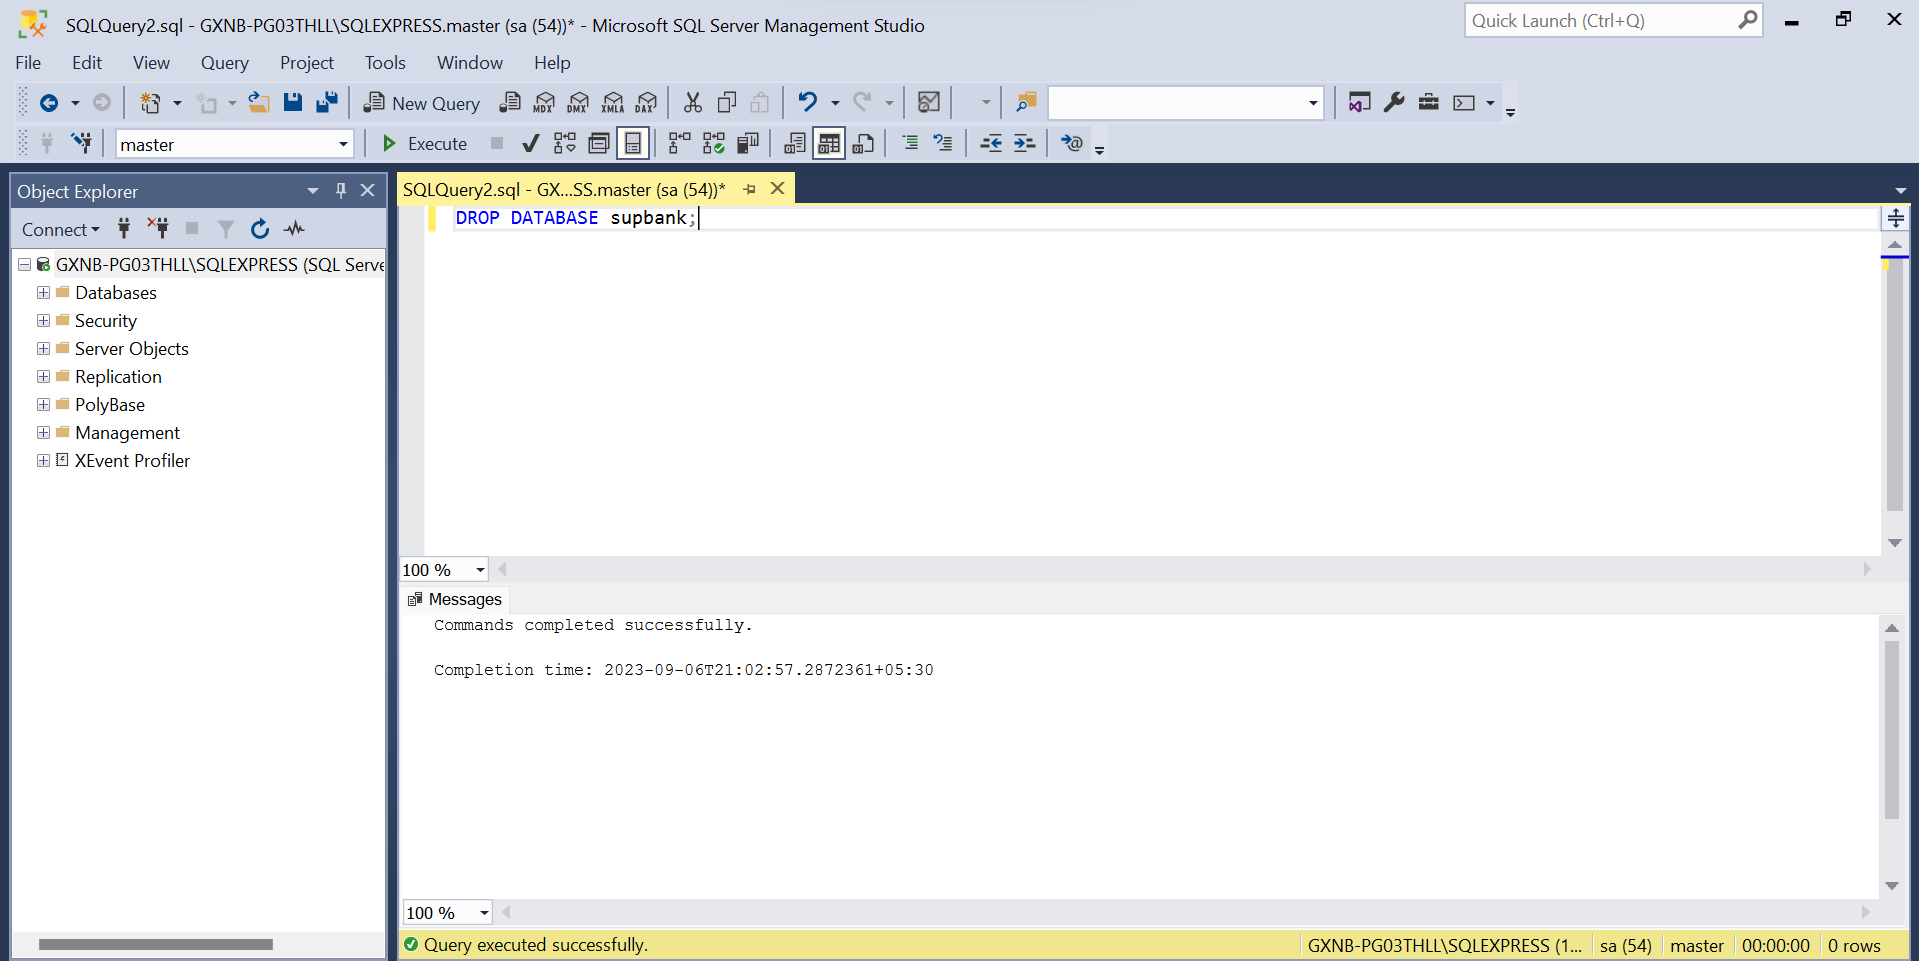 SQLQuery2.sql - GXNB-PG03THLL\SQLEXPRESS.master (sa (54))* - Microsoft SQL Server Management Studio
Quick Launch (Ctrl+Q)
File Edit View Query Project Tools Window Help
New Query MDX DMX XMLA DAX
master Execute
Object Explorer
Connect
GXNB-PG03THLL\SQLEXPRESS (SQL Serve
Databases
Security
Server Objects
Replication
PolyBase
Management
XEvent Profiler
SQLQuery2.sql - GX...SS.master (sa (54))*
DROP DATABASE supbank;
100 %
Messages
Commands completed successfully.
Completion time: 2023-09-06T21:02:57.2872361+05:30
100 %
Query executed successfully. GXNB-PG03THLL\SQLEXPRESS (1... sa (54) master 00:00:00 0 rows